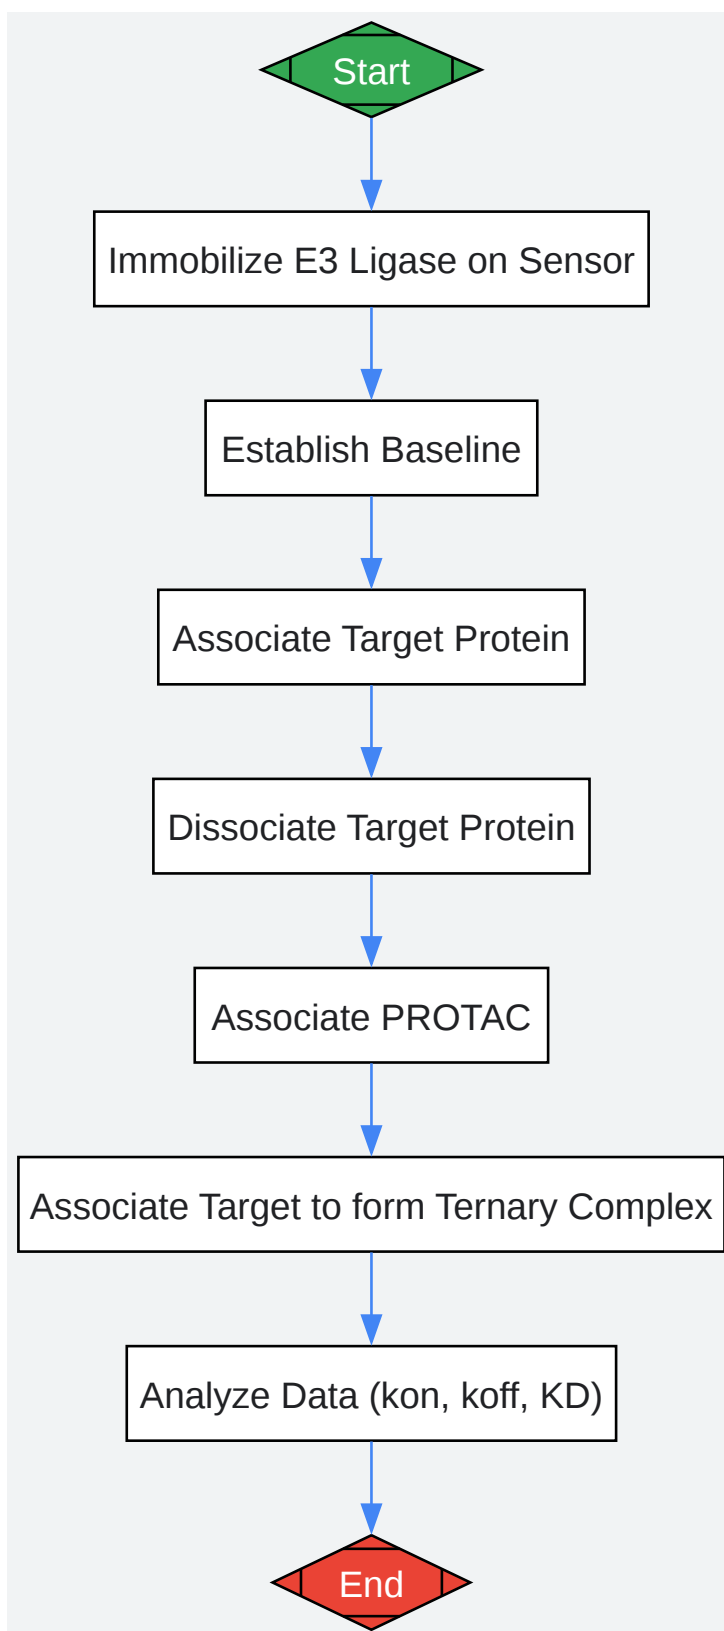 Start
Immobilize E3 Ligase on Sensor
Establish Baseline
Associate Target Protein
Dissociate Target Protein
Associate PROTAC
Associate Target to form Ternary Complex
Analyze Data (kon, koff, KD)
End